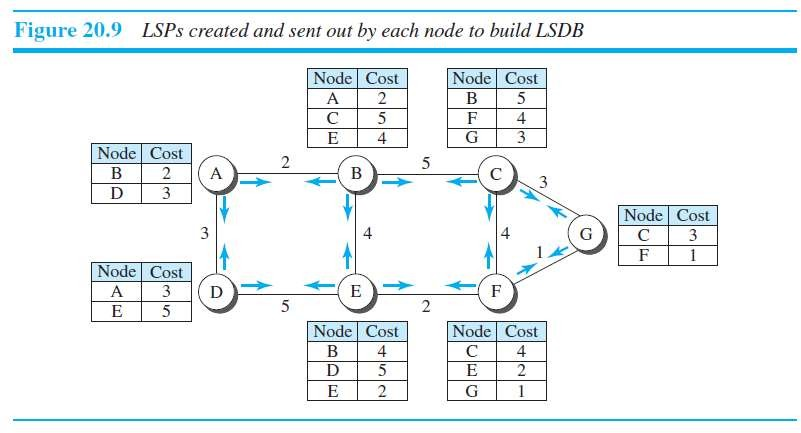 Figure 20.9 LSPs created and sent out by each node to build LSDB
Node Cost
A 2
C 5
E 4
Node Cost
B 5
F 4
G 3
Node Cost
B 2
D 3
A
2
B
5
C
3
Node Cost
C 3
F 1
3
4
4
G
1
Node Cost
A 3
E 5
D
5
E
2
F
Node Cost
B 4
D 5
E 2
Node Cost
C 4
E 2
G 1